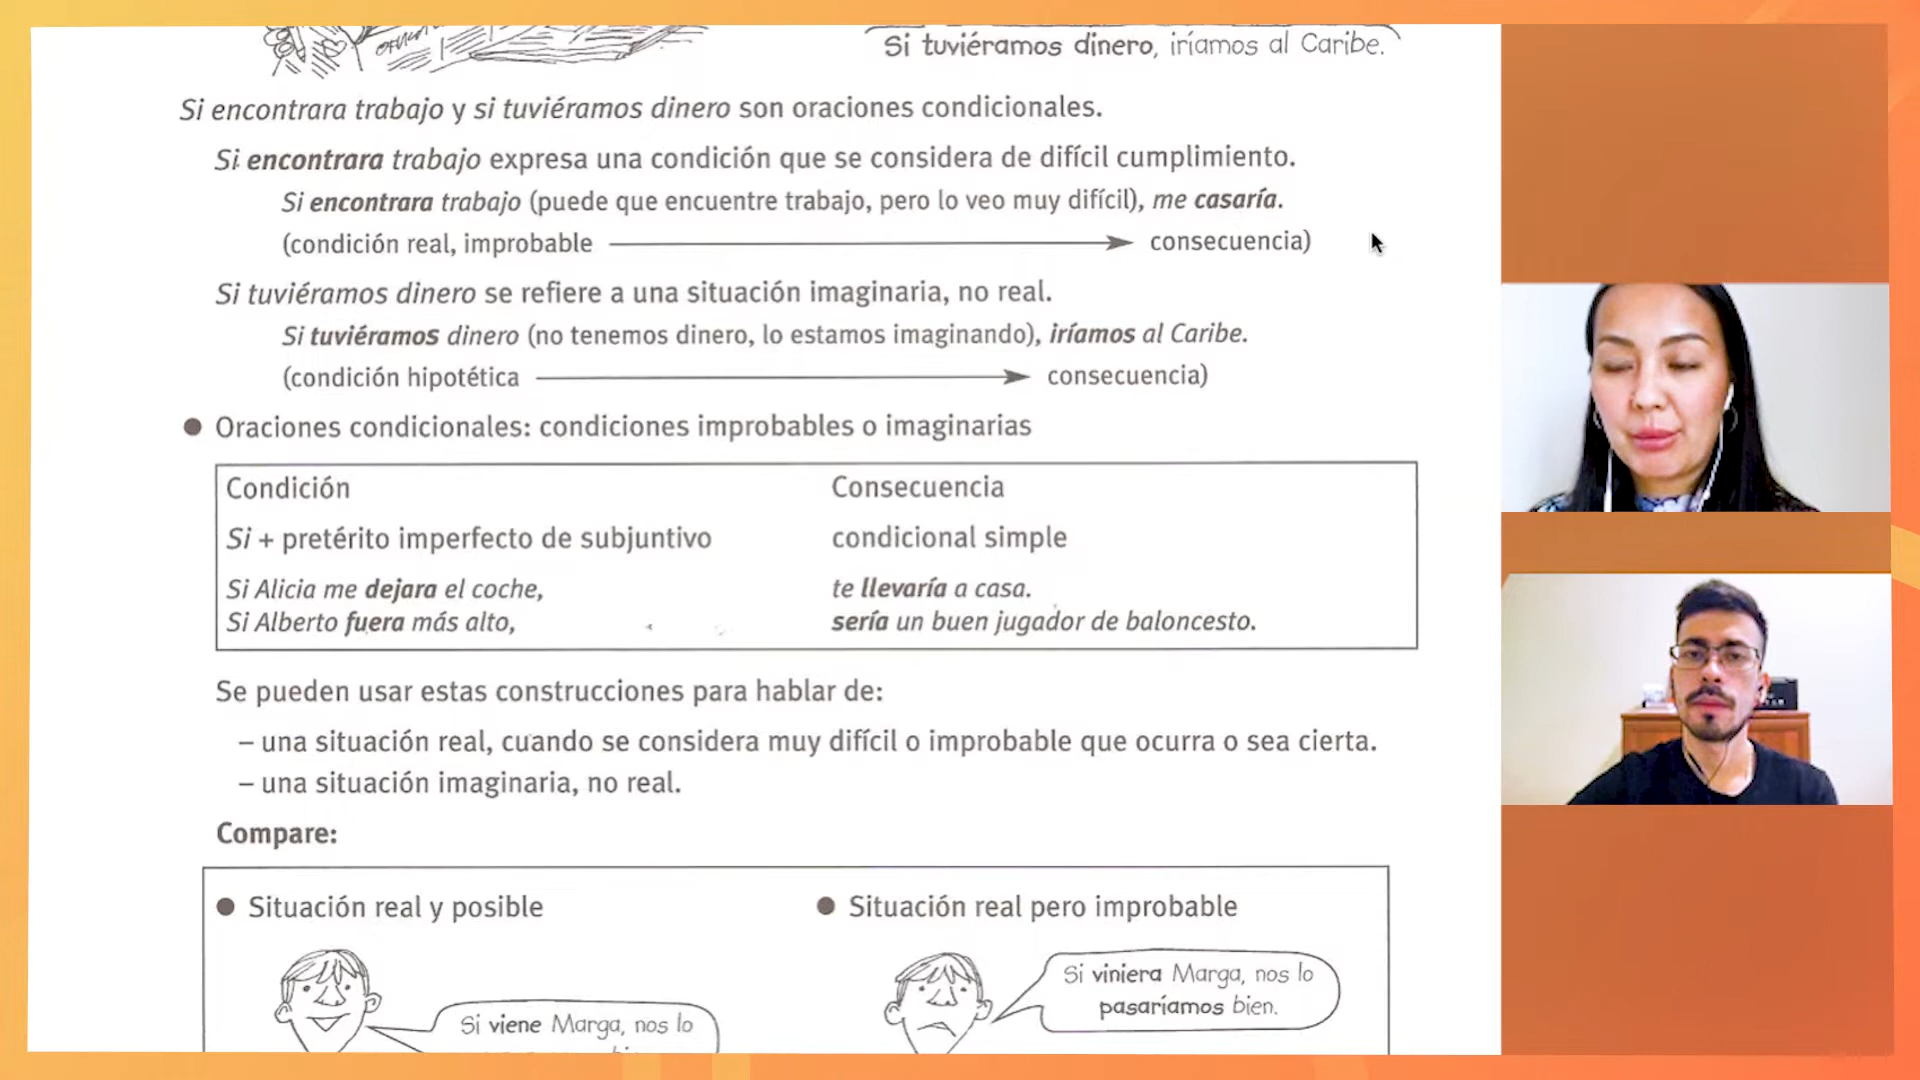 Si tuviéramos dinero, iríamos al Caribe.
Si encontrara trabajo y si tuviéramos dinero son oraciones condicionales.
Si encontrara trabajo expresa una condición que se considera de difícil cumplimiento.
Si encontrara trabajo (puede que encuentre trabajo, pero lo veo muy difícil), me casaría.
(condición real, improbable → consecuencia)
Si tuviéramos dinero se refiere a una situación imaginaria, no real.
Si tuviéramos dinero (no tenemos dinero, lo estamos imaginando), iríamos al Caribe.
(condición hipotética → consecuencia)
● Oraciones condicionales: condiciones improbables o imaginarias
Condición Consecuencia
Si + pretérito imperfecto de subjuntivo condicional simple
Si Alicia me dejara el coche, te llevaría a casa.
Si Alberto fuera más alto, sería un buen jugador de baloncesto.
Se pueden usar estas construcciones para hablar de:
– una situación real, cuando se considera muy difícil o improbable que ocurra o sea cierta.
– una situación imaginaria, no real.
Compare:
● Situación real y posible
Si viene Marga, nos lo
● Situación real pero improbable
Si viniera Marga, nos lo
pasaríamos bien.